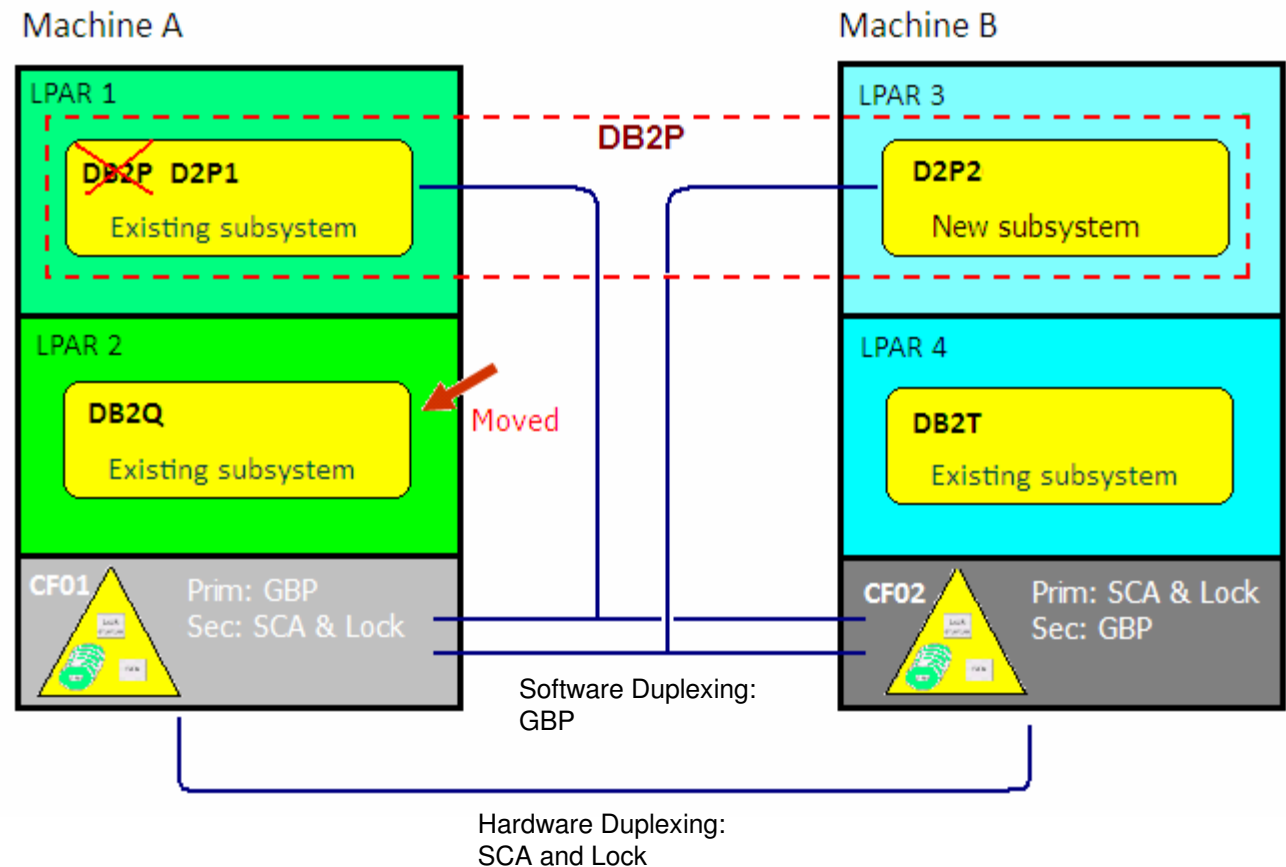 Machine A
Machine B
LPAR 1
DB2P D2P1
Existing subsystem
DB2P
LPAR 3
D2P2
New subsystem
LPAR 2
DB2Q
Existing subsystem
Moved
LPAR 4
DB2T
Existing subsystem
CF01
Prim: GBP
Sec: SCA & Lock
CF02
Prim: SCA & Lock
Sec: GBP
Software Duplexing:
GBP
Hardware Duplexing:
SCA and Lock